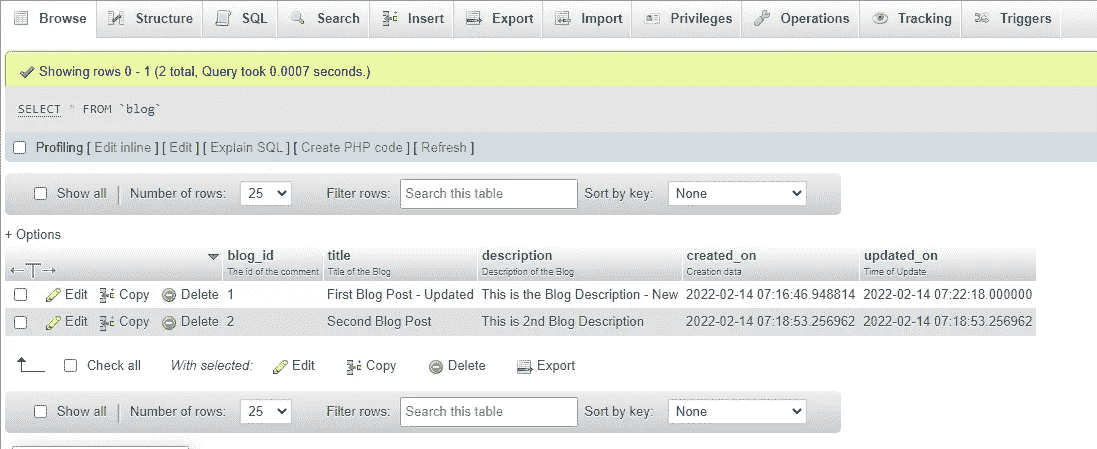 Browse Structure SQL Search Insert Export Import Privileges Operations Tracking Triggers
Showing rows 0 - 1 (2 total, Query took 0.0007 seconds.)
SELECT * FROM `blog`
Profiling [ Edit inline ] [ Edit ] [ Explain SQL ] [ Create PHP code ] [ Refresh ]
Show all Number of rows: 25 Filter rows: Search this table Sort by key: None
+ Options
blog_id title description created_on updated_on
The id of the comment Title of the Blog Description of the Blog Creation data Time of Update
Edit Copy Delete 1 First Blog Post - Updated This is the Blog Description - New 2022-02-14 07:16:46.948814 2022-02-14 07:22:18.000000
Edit Copy Delete 2 Second Blog Post This is 2nd Blog Description 2022-02-14 07:18:53.256962 2022-02-14 07:18:53.256962
Check all With selected: Edit Copy Delete Export
Show all Number of rows: 25 Filter rows: Search this table Sort by key: None